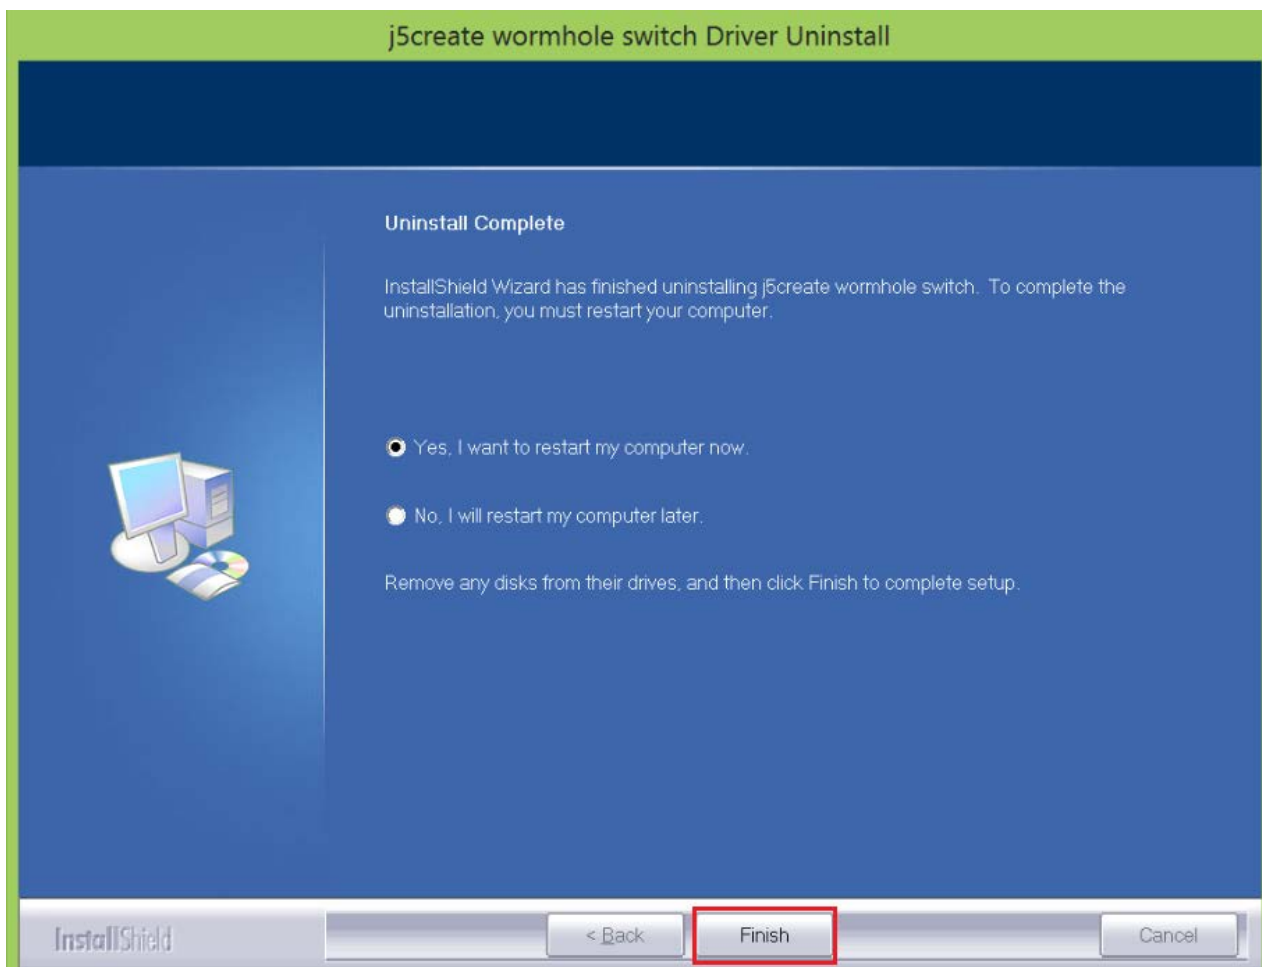 j5create wormhole switch Driver Uninstall
Uninstall Complete
InstallShield Wizard has finished uninstalling j5create wormhole switch.  To complete the
uninstallation, you must restart your computer.
Yes, I want to restart my computer now.
No, I will restart my computer later.
Remove any disks from their drives, and then click Finish to complete setup.
InstallShield
< Back
Finish
Cancel